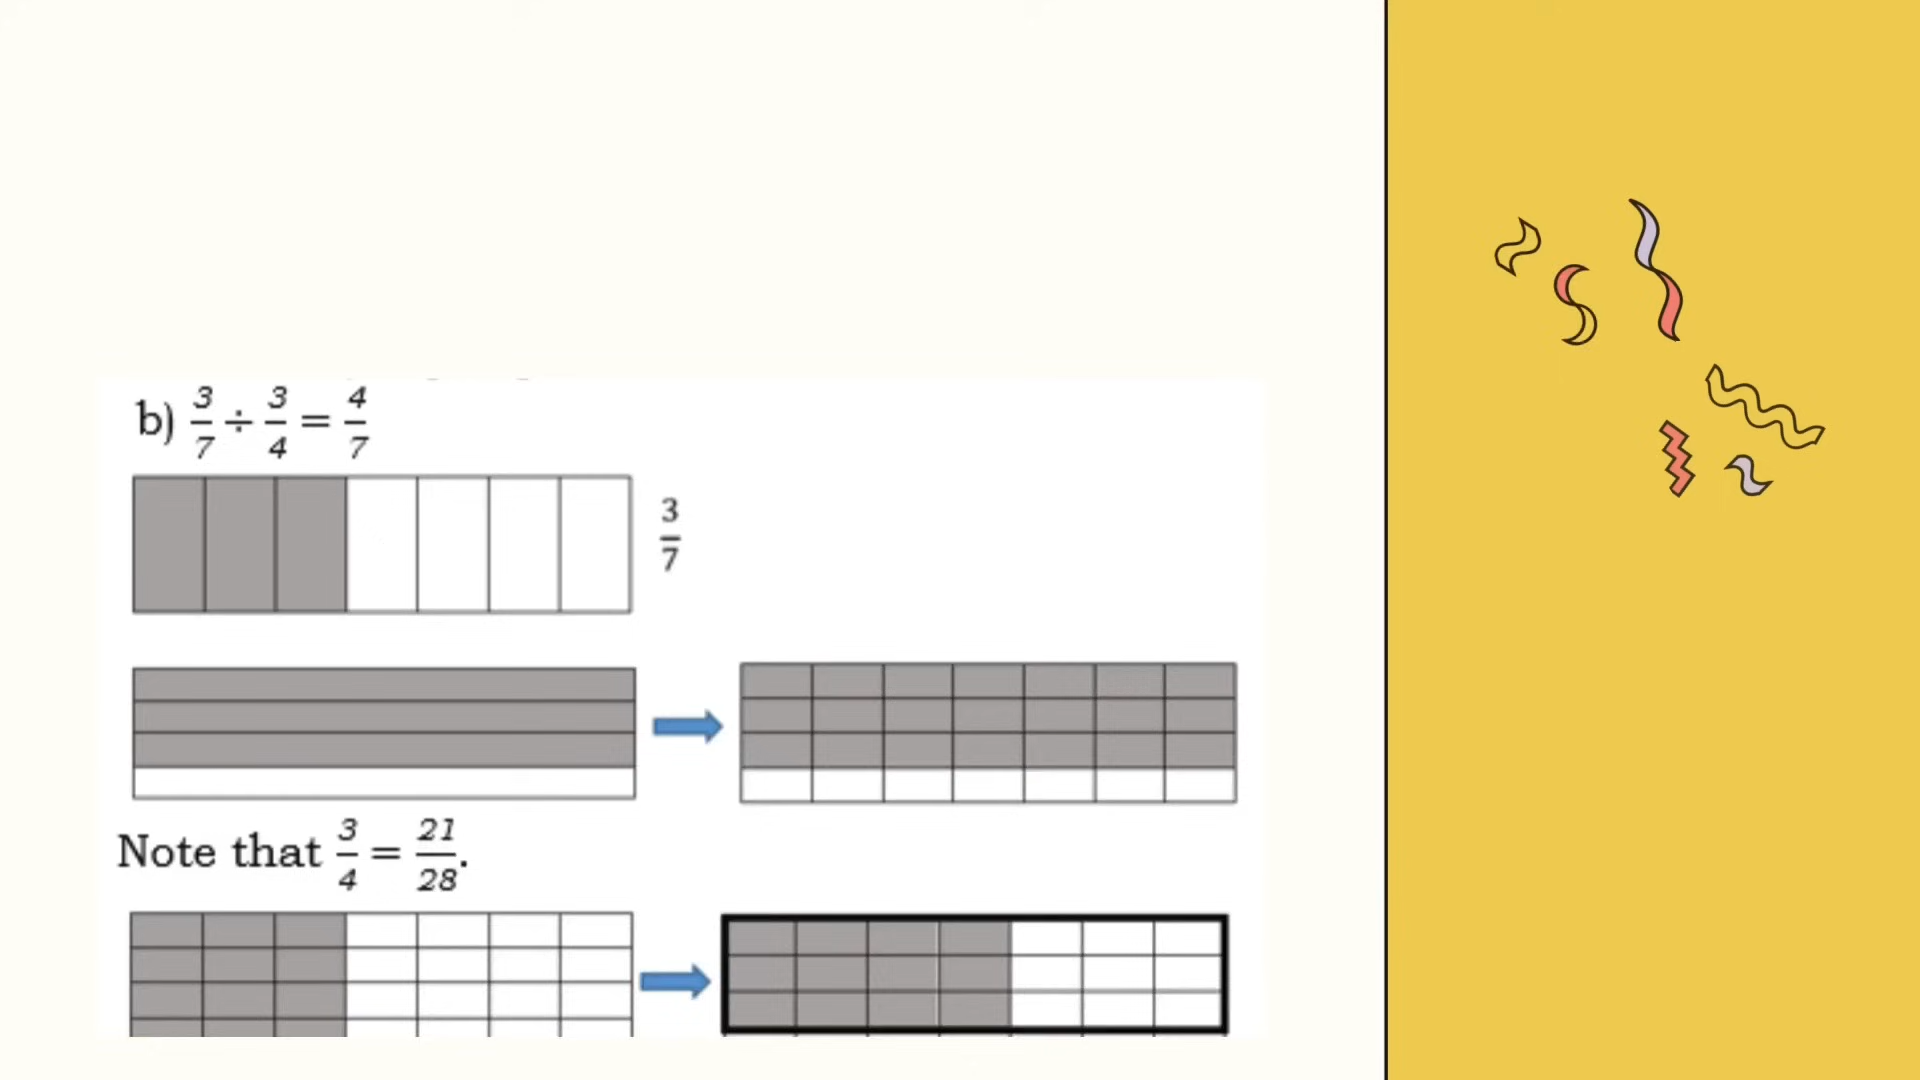 b) 3/7 ÷ 3/4 = 4/7
3/7
Note that 3/4 = 21/28.